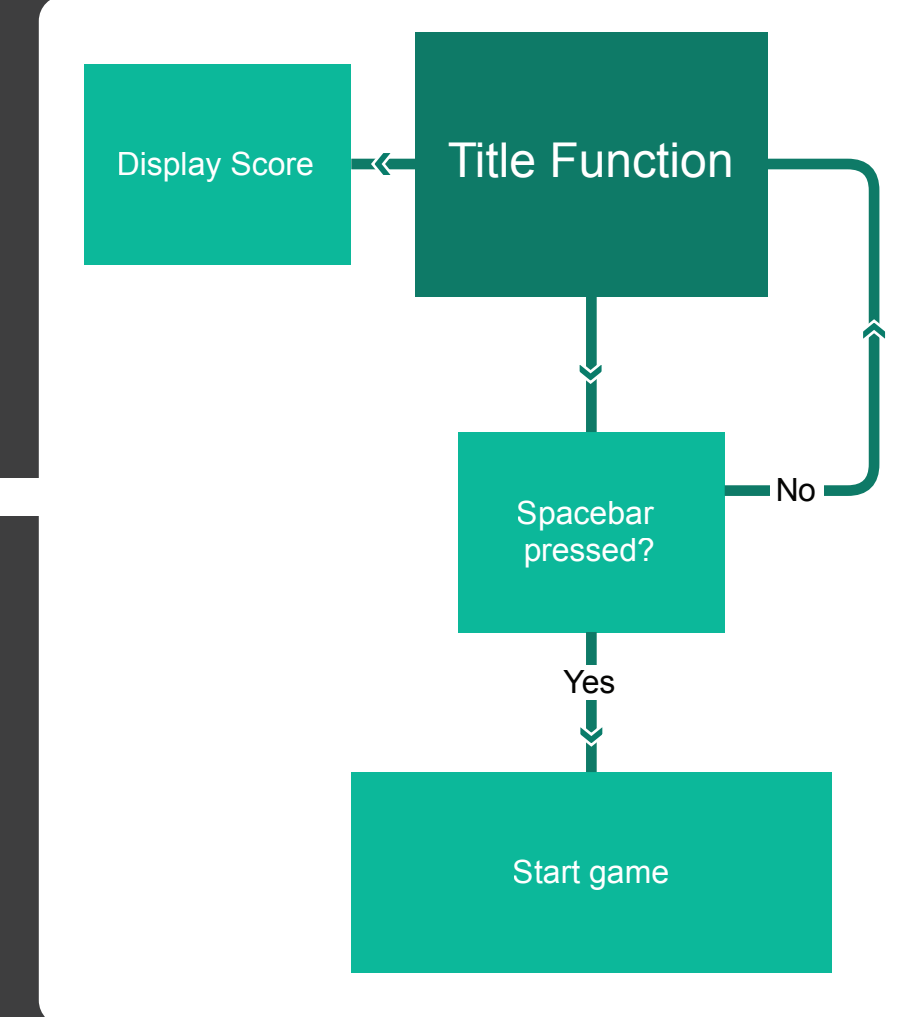 Title Function
Display Score
No
Spacebar
pressed?
Yes
Start game